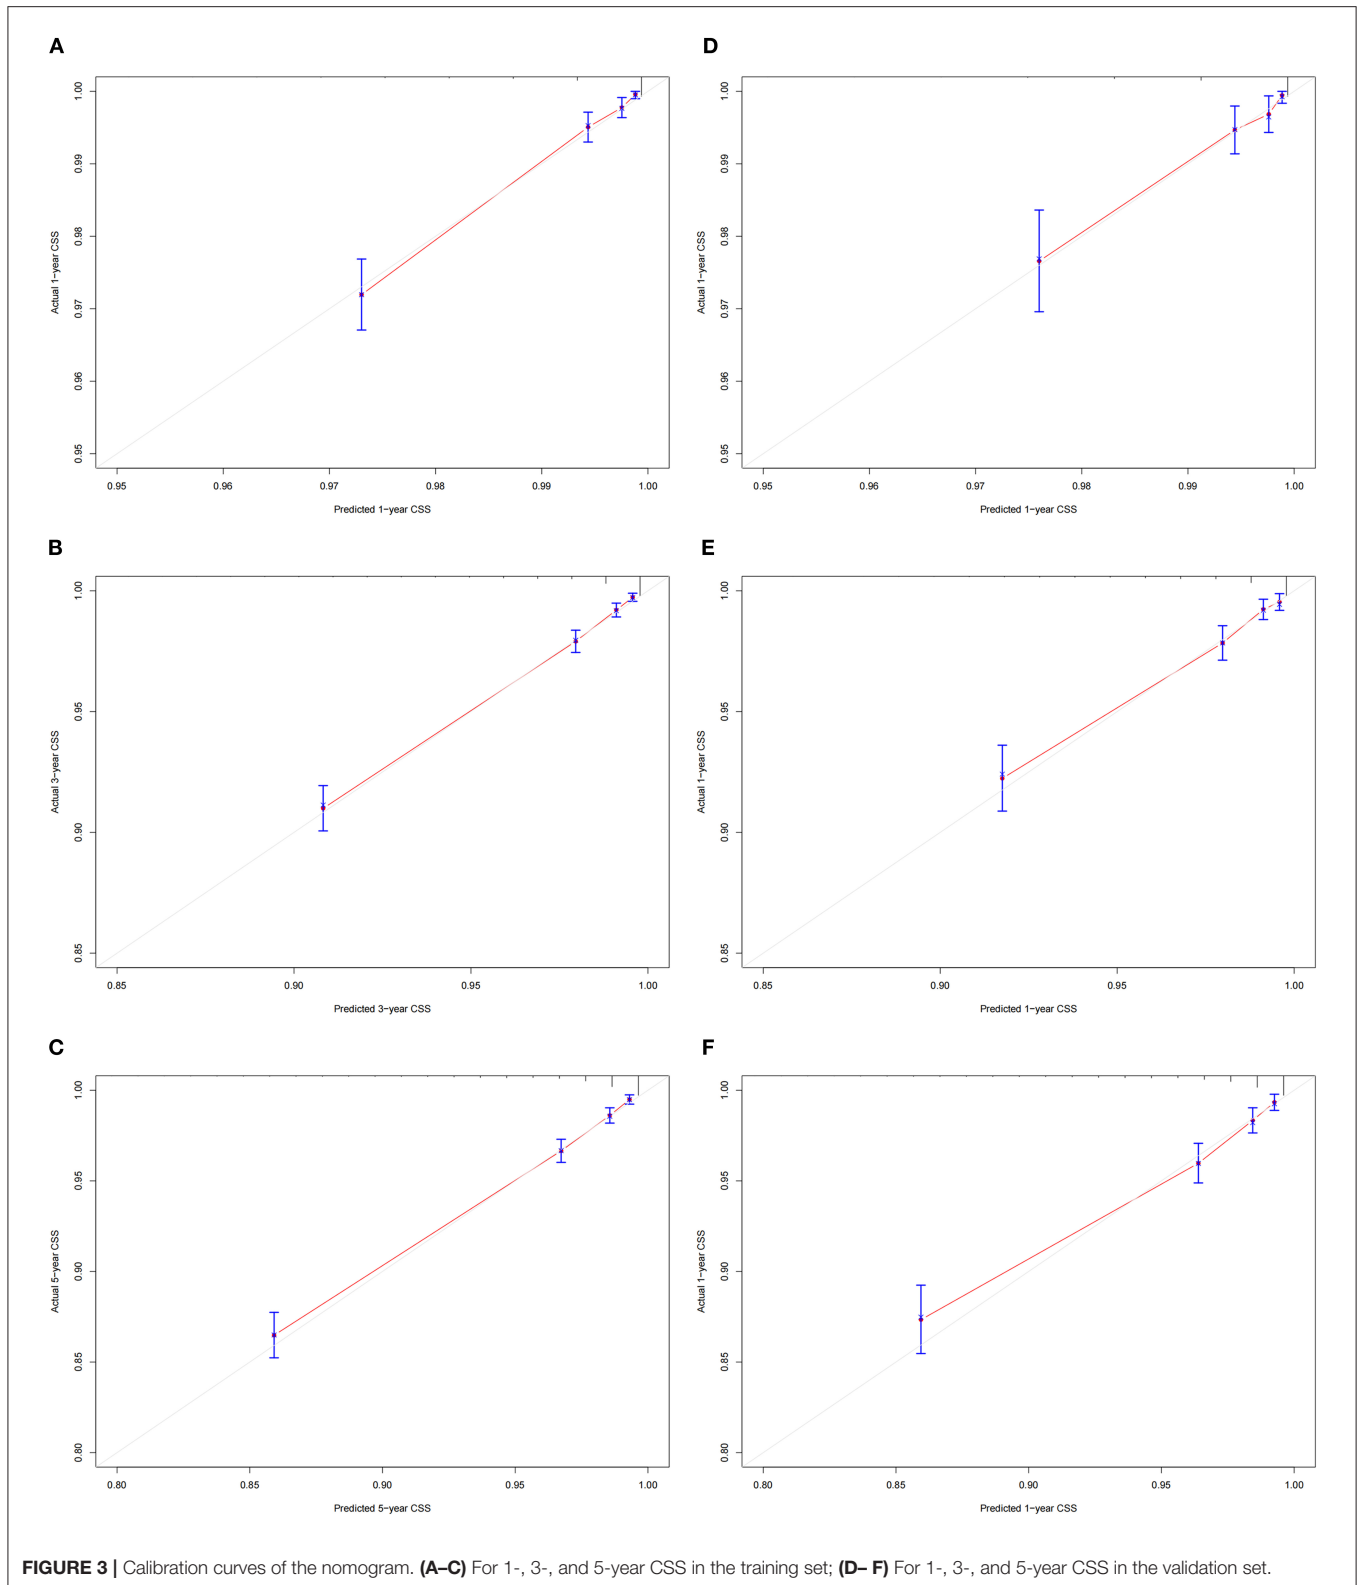 A
1.00
0.99
0.98
0.97
0.96
0.95
Actual 1−year CSS
0.95 0.96 0.97 0.98 0.99 1.00
Predicted 1−year CSS
D
1.00
0.99
0.98
0.97
0.96
0.95
Actual 1−year CSS
0.95 0.96 0.97 0.98 0.99 1.00
Predicted 1−year CSS
B
1.00
0.95
0.90
0.85
Actual 3−year CSS
0.85 0.90 0.95 1.00
Predicted 3−year CSS
E
1.00
0.95
0.90
0.85
Actual 1−year CSS
0.85 0.90 0.95 1.00
Predicted 1−year CSS
C
1.00
0.95
0.90
0.85
0.80
Actual 5−year CSS
0.80 0.85 0.90 0.95 1.00
Predicted 5−year CSS
F
1.00
0.95
0.90
0.85
0.80
Actual 1−year CSS
0.80 0.85 0.90 0.95 1.00
Predicted 1−year CSS
FIGURE 3 | Calibration curves of the nomogram. (A–C) For 1-, 3-, and 5-year CSS in the training set; (D– F) For 1-, 3-, and 5-year CSS in the validation set.